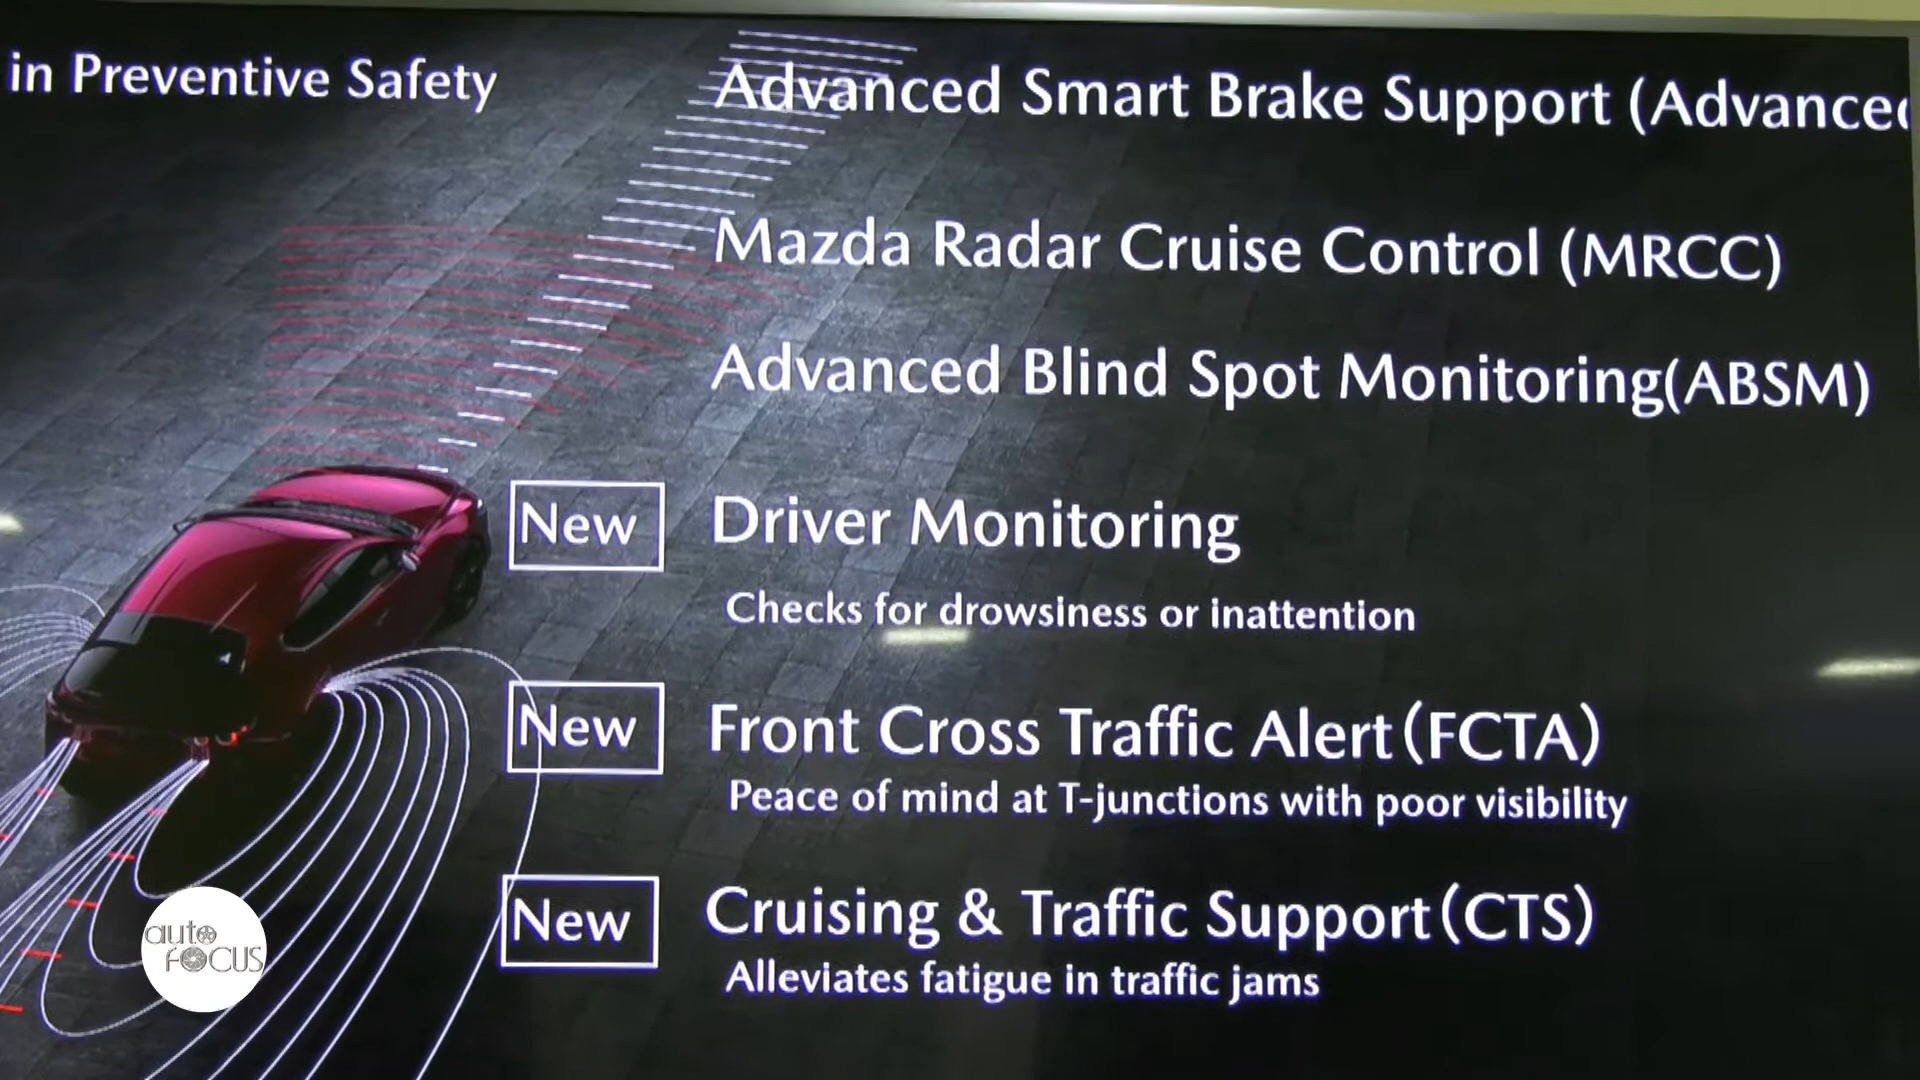 in Preventive Safety
Advanced Smart Brake Support (Advanced
Mazda Radar Cruise Control (MRCC)
Advanced Blind Spot Monitoring(ABSM)
New Driver Monitoring
Checks for drowsiness or inattention
New Front Cross Traffic Alert (FCTA)
Peace of mind at T-junctions with poor visibility
New Cruising & Traffic Support (CTS)
Alleviates fatigue in traffic jams
auto
FOCUS